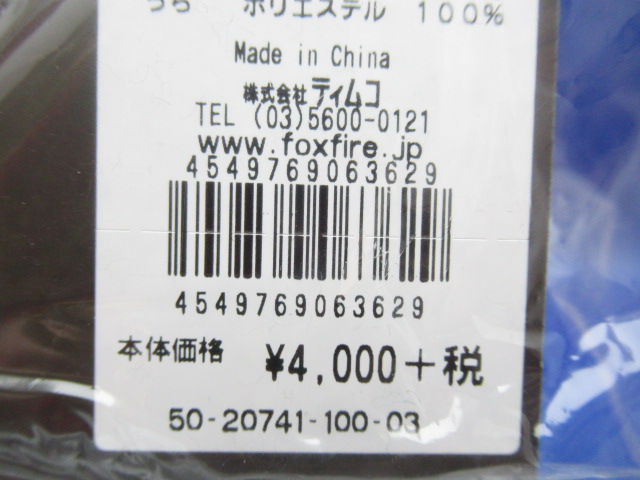 うら ポリエステル 100%
Made in China
株式会社ティムコ
TEL (03)5600-0121
www.foxfire.jp
4549769063629
4549769063629
本体価格 ¥4,000+税
50-20741-100-03